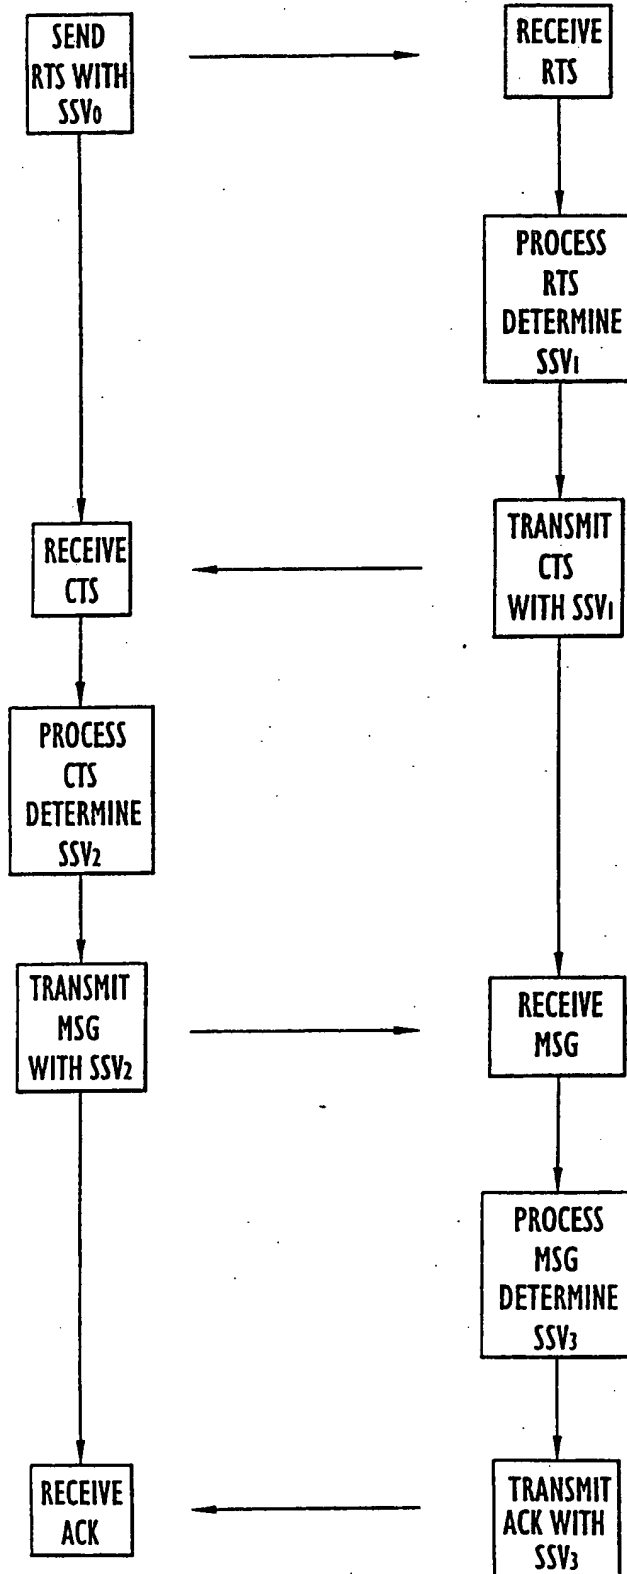 SEND
RTS WITH
SSV0
RECEIVE
RTS
PROCESS
RTS
DETERMINE
SSV1
RECEIVE
CTS
TRANSMIT
CTS
WITH SSV1
PROCESS
CTS
DETERMINE
SSV2
TRANSMIT
MSG
WITH SSV2
RECEIVE
MSG
PROCESS
MSG
DETERMINE
SSV3
RECEIVE
ACK
TRANSMIT
ACK WITH
SSV3